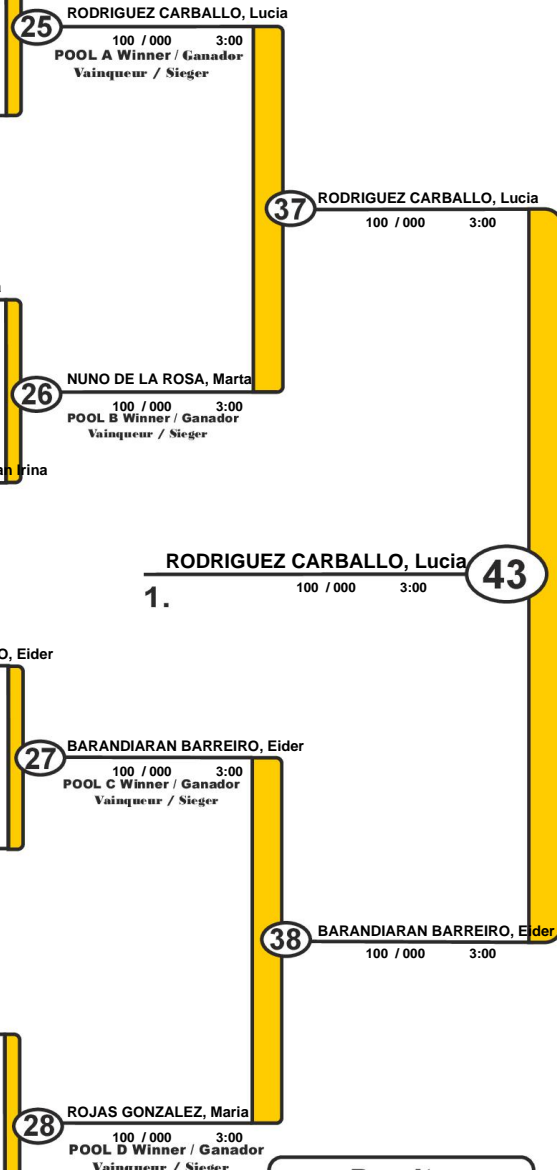 25 RODRIGUEZ CARBALLO, Lucia
100 / 000 3:00
POOL A Winner / Ganador
Vainqueur / Sieger
37 RODRIGUEZ CARBALLO, Lucia
100 / 000 3:00
26 NUNO DE LA ROSA, Marta
100 / 000 3:00
POOL B Winner / Ganador
Vainqueur / Sieger
Irina
RODRIGUEZ CARBALLO, Lucia 43
1. 100 / 000 3:00
O, Eider
27 BARANDIARAN BARREIRO, Eider
100 / 000 3:00
POOL C Winner / Ganador
Vainqueur / Sieger
38 BARANDIARAN BARREIRO, Eider
100 / 000 3:00
28 ROJAS GONZALEZ, Maria
100 / 000 3:00
POOL D Winner / Ganador
Vainqueur / Sieger